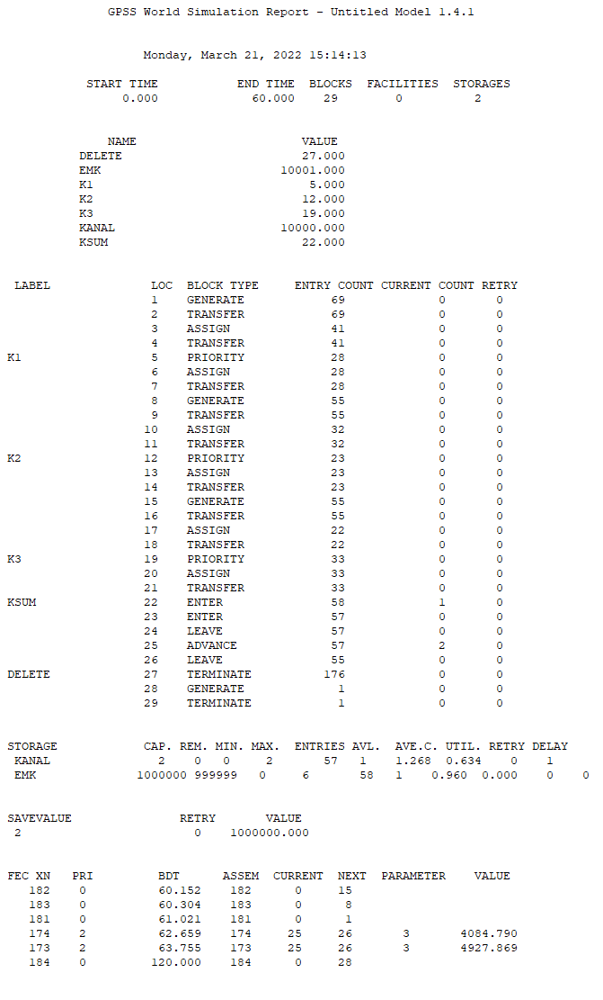 GPSS World Simulation Report - Untitled Model 1.4.1
Monday, March 21, 2022 15:14:13
START TIME END TIME BLOCKS FACILITIES STORAGES
0.000 60.000 29 0 2
NAME VALUE
DELETE 27.000
EMK 10001.000
K1 5.000
K2 12.000
K3 19.000
KANAL 10000.000
KSUM 22.000
LABEL LOC BLOCK TYPE ENTRY COUNT CURRENT COUNT RETRY
1 GENERATE 69 0 0
2 TRANSFER 69 0 0
3 ASSIGN 41 0 0
4 TRANSFER 41 0 0
K1 5 PRIORITY 28 0 0
6 ASSIGN 28 0 0
7 TRANSFER 28 0 0
8 GENERATE 55 0 0
9 TRANSFER 55 0 0
10 ASSIGN 32 0 0
11 TRANSFER 32 0 0
K2 12 PRIORITY 23 0 0
13 ASSIGN 23 0 0
14 TRANSFER 23 0 0
15 GENERATE 55 0 0
16 TRANSFER 55 0 0
17 ASSIGN 22 0 0
18 TRANSFER 22 0 0
K3 19 PRIORITY 33 0 0
20 ASSIGN 33 0 0
21 TRANSFER 33 0 0
KSUM 22 ENTER 58 1 0
23 ENTER 57 0 0
24 LEAVE 57 0 0
25 ADVANCE 57 2 0
26 LEAVE 55 0 0
DELETE 27 TERMINATE 176 0 0
28 GENERATE 1 0 0
29 TERMINATE 1 0 0
STORAGE CAP. REM. MIN. MAX. ENTRIES AVL. AVE.C. UTIL. RETRY DELAY
KANAL 2 0 0 2 57 1 1.268 0.634 0 1
EMK 1000000 999999 0 6 58 1 0.960 0.000 0 0
SAVEVALUE RETRY VALUE
2 0 1000000.000
FEC XN PRI BDT ASSEM CURRENT NEXT PARAMETER VALUE
182 0 60.152 182 0 15
183 0 60.304 183 0 8
181 0 61.021 181 0 1
174 2 62.659 174 25 26 3 4084.790
173 2 63.755 173 25 26 3 4927.869
184 0 120.000 184 0 28